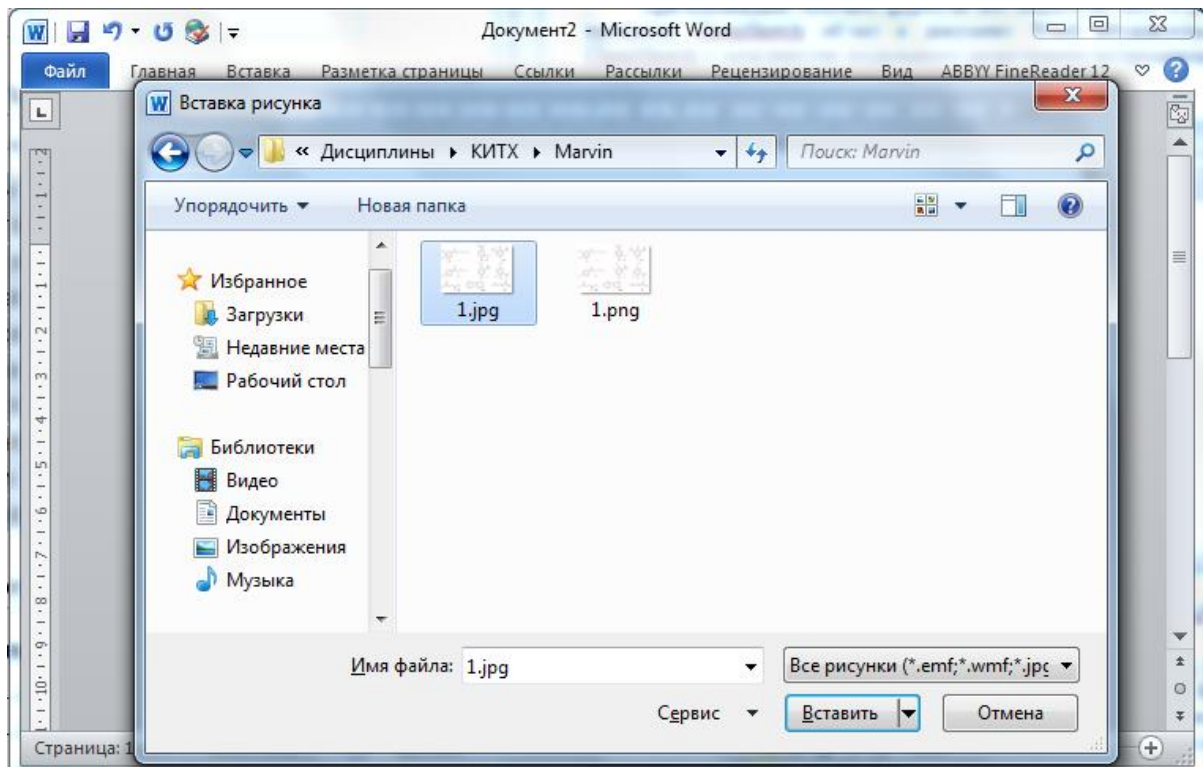 Документ2 - Microsoft Word
Файл Главная Вставка Разметка страницы Ссылки Рассылки Рецензирование Вид ABBYY FineReader 12
Вставка рисунка
« Дисциплины ▸ КИТХ ▸ Marvin
Поиск: Marvin
Упорядочить ▾ Новая папка
Избранное
Загрузки
Недавние места
Рабочий стол
Библиотеки
Видео
Документы
Изображения
Музыка
1.jpg 1.png
Имя файла: 1.jpg
Все рисунки (*.emf;*.wmf;*.jpg
Сервис Вставить Отмена
Страница: 1